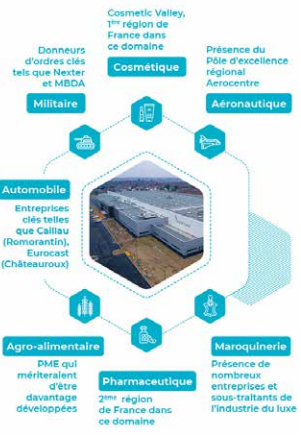 Cosmetic Valley,
1ère région de
France dans
ce domaine
Cosmétique
Donneurs
d'ordres clés
tels que Nexter
et MBDA
Militaire
Présence du
Pôle d'excellence
régional
Aerocentre
Aéronautique
Automobile
Entreprises
clés telles
que Caillau
(Romorantin),
Eurocast
(Châteauroux)
Agro-alimentaire
PME qui
mériteraient
d'être
davantage
développées
Pharmaceutique
2ème région
de France dans
ce domaine
Maroquinerie
Présence de
nombreux
entreprises et
sous-traitants de
l'industrie du luxe